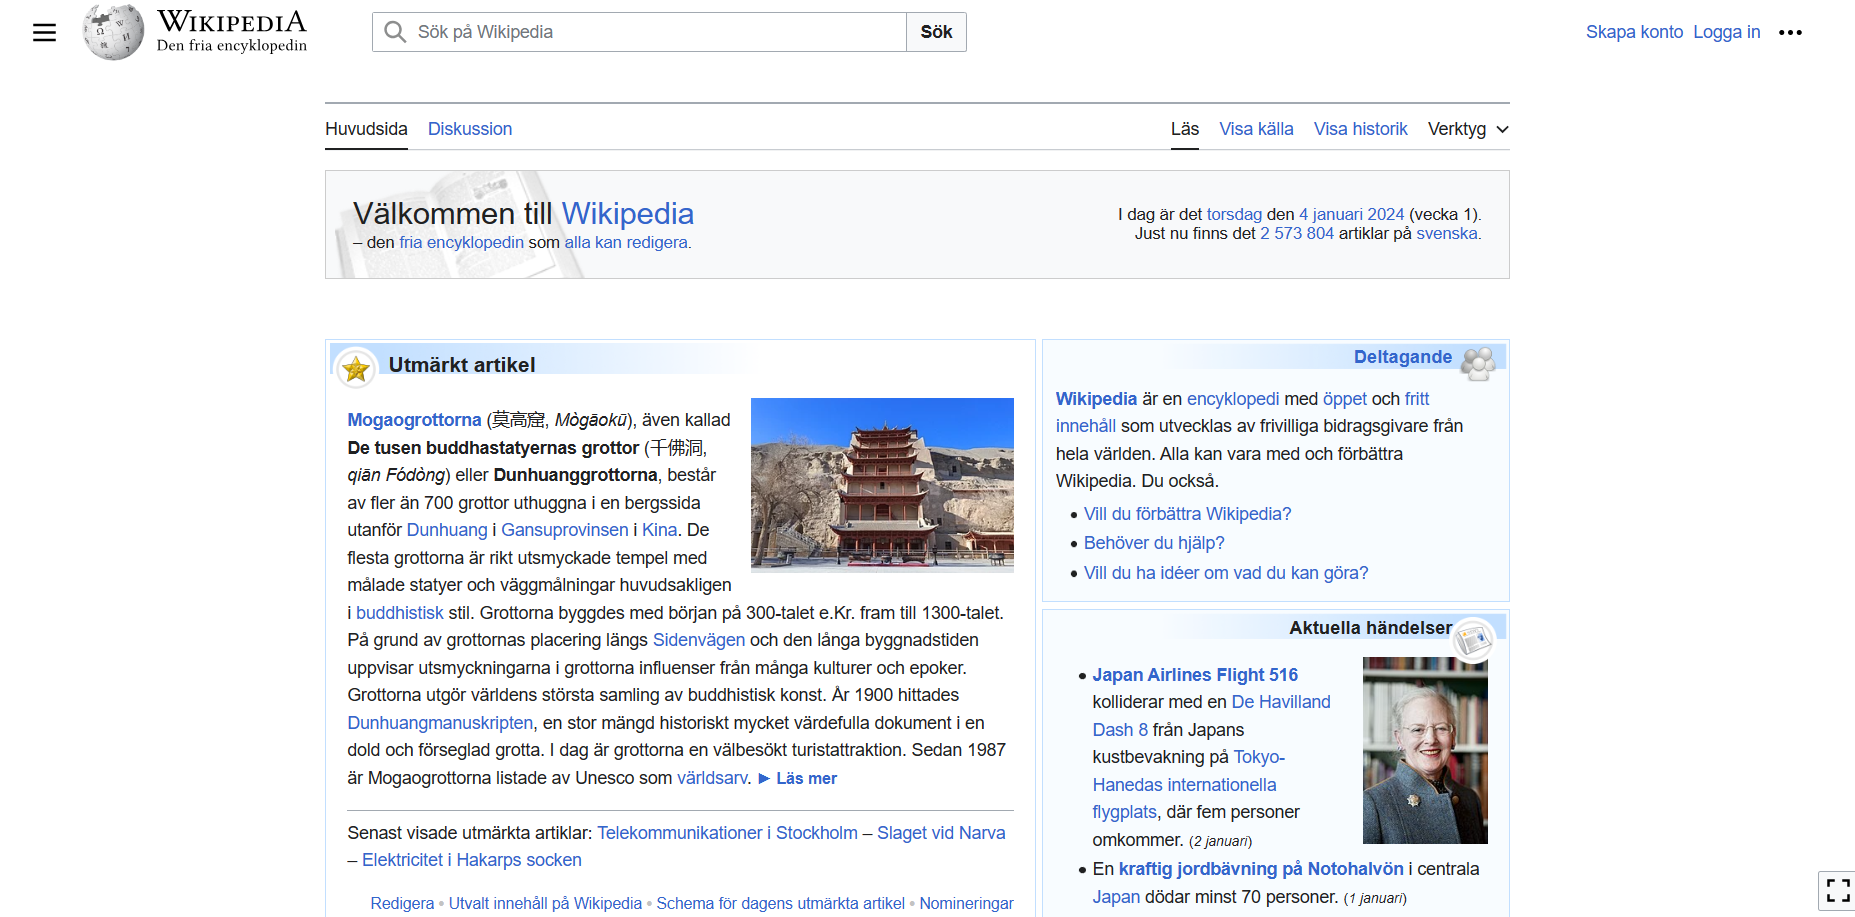 WIKIPEDIA
Den fria encyklopedin
Sök på Wikipedia
Sök
Skapa konto Logga in
Huvudsida Diskussion
Läs Visa källa Visa historik Verktyg
Välkommen till Wikipedia
– den fria encyklopedin som alla kan redigera.
I dag är det torsdag den 4 januari 2024 (vecka 1).
Just nu finns det 2 573 804 artiklar på svenska.
Utmärkt artikel
Mogaogrottorna (莫高窟, Mògāokū), även kallad
De tusen buddhastatyernas grottor (千佛洞,
qiān Fódòng) eller Dunhuanggrottorna, består
av fler än 700 grottor uthuggna i en bergssida
utanför Dunhuang i Gansuprovinsen i Kina. De
flesta grottorna är rikt utsmyckade tempel med
målade statyer och väggmålningar huvudsakligen
i buddhistisk stil. Grottorna byggdes med början på 300-talet e.Kr. fram till 1300-talet.
På grund av grottornas placering längs Sidenvägen och den långa byggnadstiden
uppvisar utsmyckningarna i grottorna influenser från många kulturer och epoker.
Grottorna utgör världens största samling av buddhistisk konst. År 1900 hittades
Dunhuangmanuskripten, en stor mängd historiskt mycket värdefulla dokument i en
dold och förseglad grotta. I dag är grottorna en välbesökt turistattraktion. Sedan 1987
är Mogaogrottorna listade av Unesco som världsarv. ► Läs mer
Senast visade utmärkta artiklar: Telekommunikationer i Stockholm – Slaget vid Narva
– Elektricitet i Hakarps socken
Redigera • Utvalt innehåll på Wikipedia • Schema för dagens utmärkta artikel • Nomineringar
Deltagande
Wikipedia är en encyklopedi med öppet och fritt
innehåll som utvecklas av frivilliga bidragsgivare från
hela världen. Alla kan vara med och förbättra
Wikipedia. Du också.
• Vill du förbättra Wikipedia?
• Behöver du hjälp?
• Vill du ha idéer om vad du kan göra?
Aktuella händelser
• Japan Airlines Flight 516
kolliderar med en De Havilland
Dash 8 från Japans
kustbevakning på Tokyo-
Hanedas internationella
flygplats, där fem personer
omkommer. (2 januari)
• En kraftig jordbävning på Notohalvön i centrala
Japan dödar minst 70 personer. (1 januari)